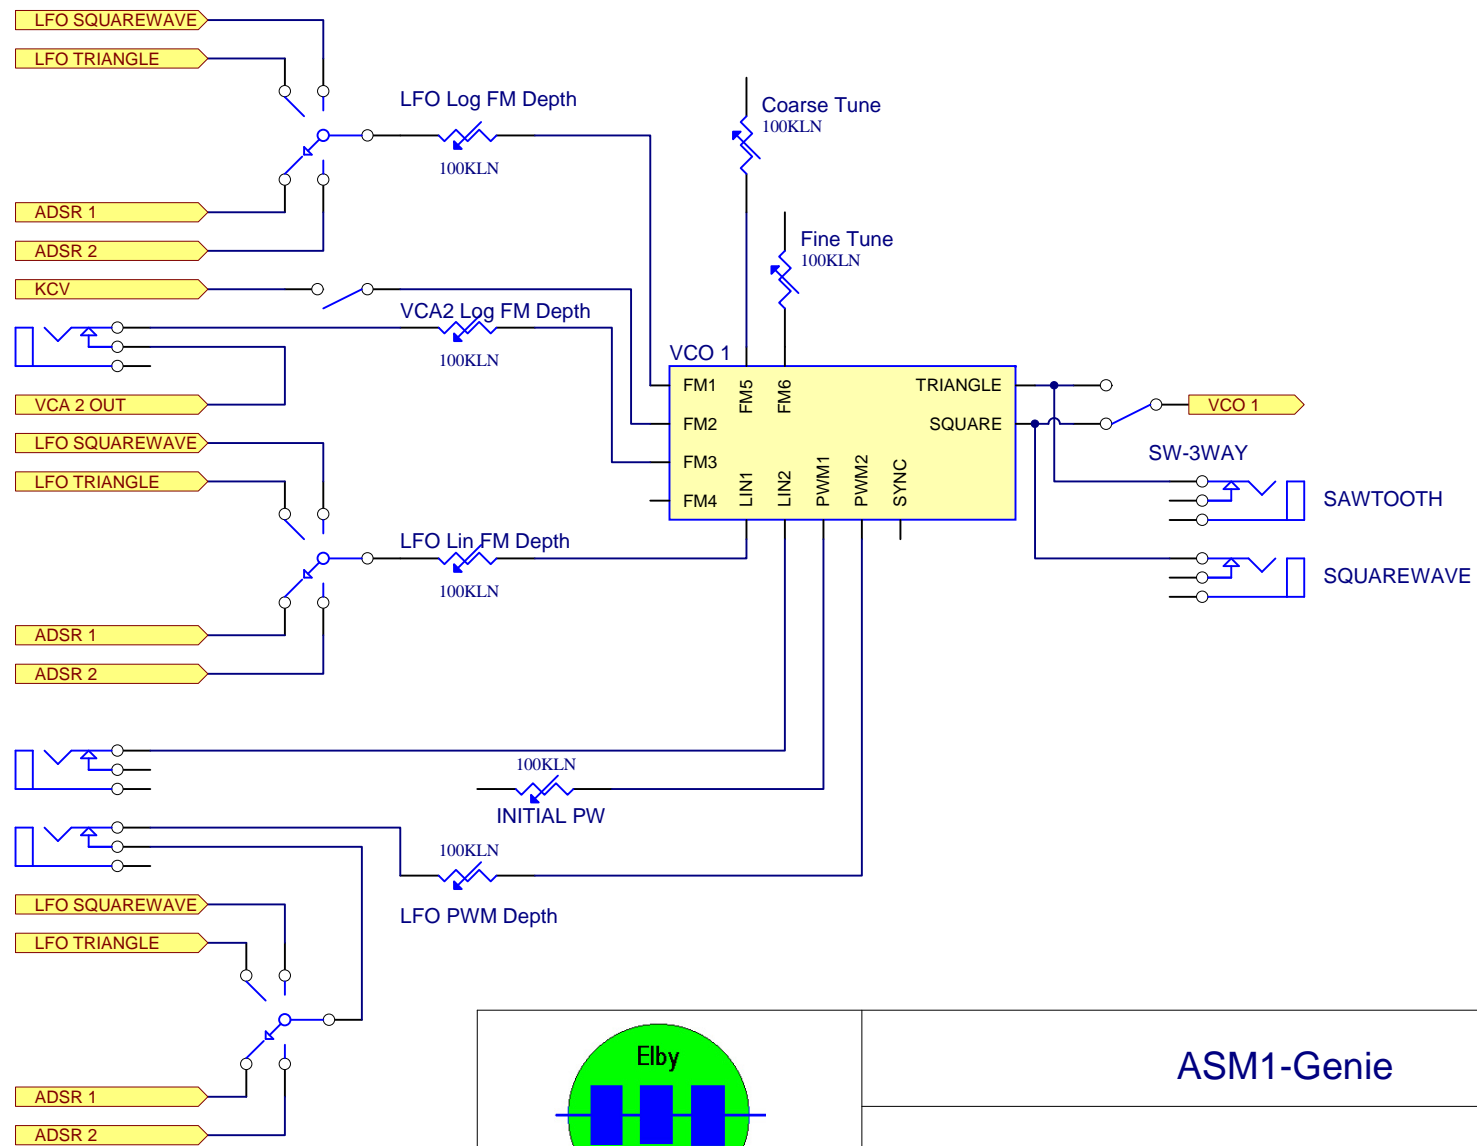 LFO SQUAREWAVE
LFO TRIANGLE
LFO Log FM Depth
100KLN
ADSR 1
ADSR 2
KCV
VCA2 Log FM Depth
100KLN
VCA 2 OUT
LFO SQUAREWAVE
LFO TRIANGLE
LFO Lin FM Depth
100KLN
ADSR 1
ADSR 2
Coarse Tune
100KLN
Fine Tune
100KLN
VCO 1
FM1
FM2
FM3
FM4
FM5
FM6
LIN1
LIN2
PWM1
PWM2
SYNC
TRIANGLE
SQUARE
VCO 1
SW-3WAY
SAWTOOTH
SQUAREWAVE
100KLN
INITIAL PW
100KLN
LFO PWM Depth
LFO SQUAREWAVE
LFO TRIANGLE
ADSR 1
ADSR 2
Elby
ASM1-Genie